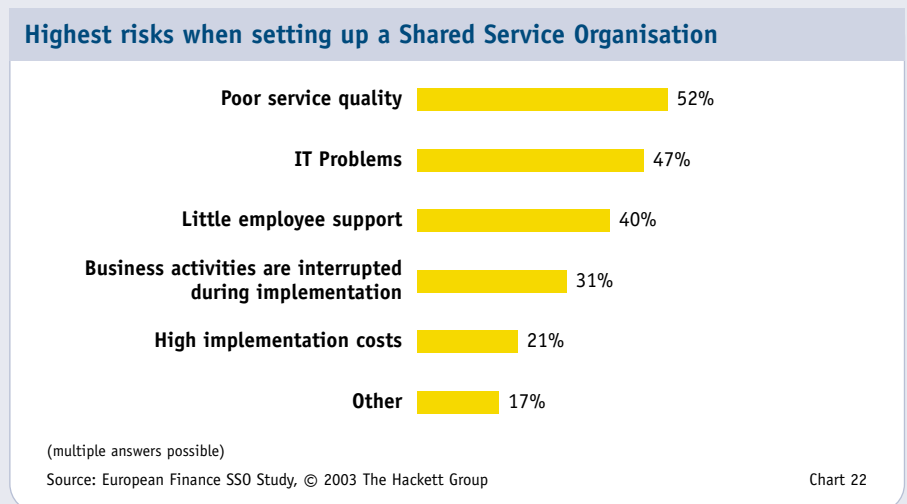 Highest risks when setting up a Shared Service Organisation
Poor service quality 52%
IT Problems 47%
Little employee support 40%
Business activities are interrupted
during implementation 31%
High implementation costs 21%
Other 17%
(multiple answers possible)
Source: European Finance SSO Study, © 2003 The Hackett Group Chart 22